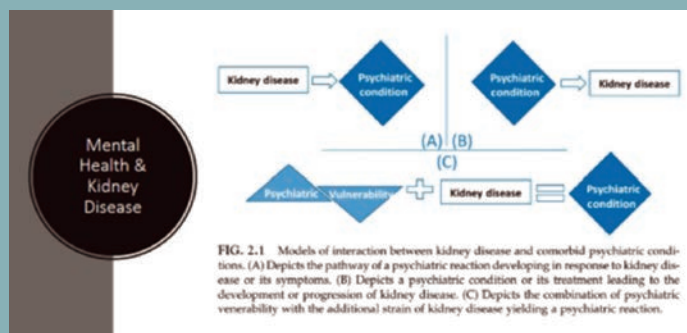 Mental
Health &
Kidney
Disease
Kidney disease
Psychiatric
condition
Psychiatric
condition
Kidney disease
(A) (B)
(C)
Psychiatric Vulnerability
Kidney disease
Psychiatric
condition
FIG. 2.1 Models of interaction between kidney disease and comorbid psychiatric condi-
tions. (A) Depicts the pathway of a psychiatric reaction developing in response to kidney dis-
ease or its symptoms. (B) Depicts a psychiatric condition or its treatment leading to the
development or progression of kidney disease. (C) Depicts the combination of psychiatric
venerability with the additional strain of kidney disease yielding a psychiatric reaction.